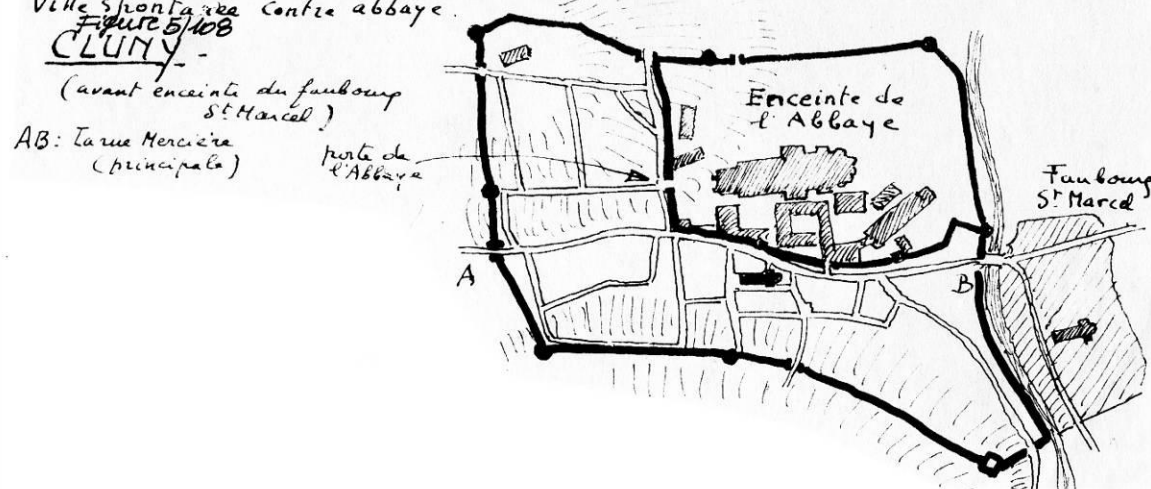 Ville spontanée contre abbaye.
Figure 5/108
CLUNY -
(avant enceinte du faubourg
St Marcel)
AB: La rue Mercière
(principale)
porte de
l'Abbaye
Enceinte de
l'Abbaye
Faubourg
St Marcel
A
B